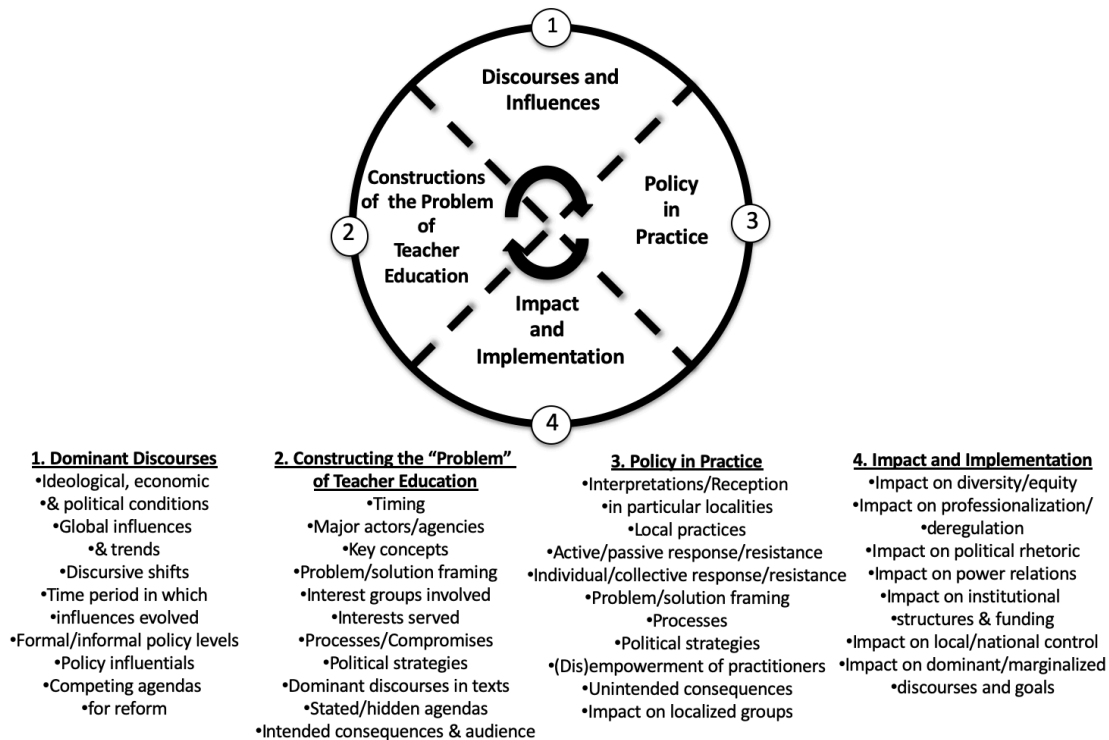 1
Discourses and
Influences
Constructions
of the Problem
of
Teacher
Education
2
Policy
in
Practice
3
Impact
and
Implementation
4
1. Dominant Discourses
•Ideological, economic
•& political conditions
•Global influences
•& trends
•Discursive shifts
•Time period in which
•influences evolved
•Formal/informal policy levels
•Policy influentials
•Competing agendas
•for reform
2. Constructing the “Problem”
of Teacher Education
•Timing
•Major actors/agencies
•Key concepts
•Problem/solution framing
•Interest groups involved
•Interests served
•Processes/Compromises
•Political strategies
•Dominant discourses in texts
•Stated/hidden agendas
•Intended consequences & audience
3. Policy in Practice
•Interpretations/Reception
•in particular localities
•Local practices
•Active/passive response/resistance
•Individual/collective response/resistance
•Problem/solution framing
•Processes
•Political strategies
•(Dis)empowerment of practitioners
•Unintended consequences
•Impact on localized groups
4. Impact and Implementation
•Impact on diversity/equity
•Impact on professionalization/
•deregulation
•Impact on political rhetoric
•Impact on power relations
•Impact on institutional
•structures & funding
•Impact on local/national control
•Impact on dominant/marginalized
•discourses and goals